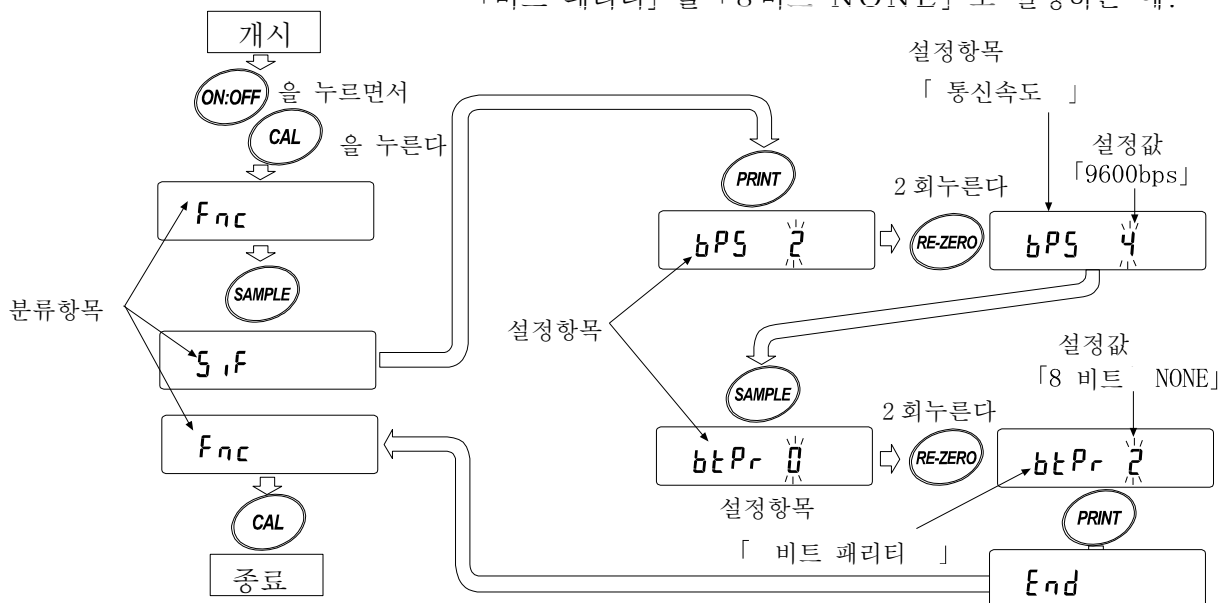 「비트 패리티」를「8비트 NONE」로 설정하는 예.
개시
ON:OFF 을 누르면서
CAL 을 누른다
Fnc
SAMPLE
SiF
분류항목
Fnc
CAL
종료
PRINT
bPS 2
2회누른다
RE-ZERO
설정항목
「 통신속도 」
설정값
「9600bps」
bPS 4
설정항목
SAMPLE
btPr 0
2회누른다
RE-ZERO
설정값
「8 비트 NONE」
btPr 2
설정항목
「 비트 패리티 」
PRINT
End